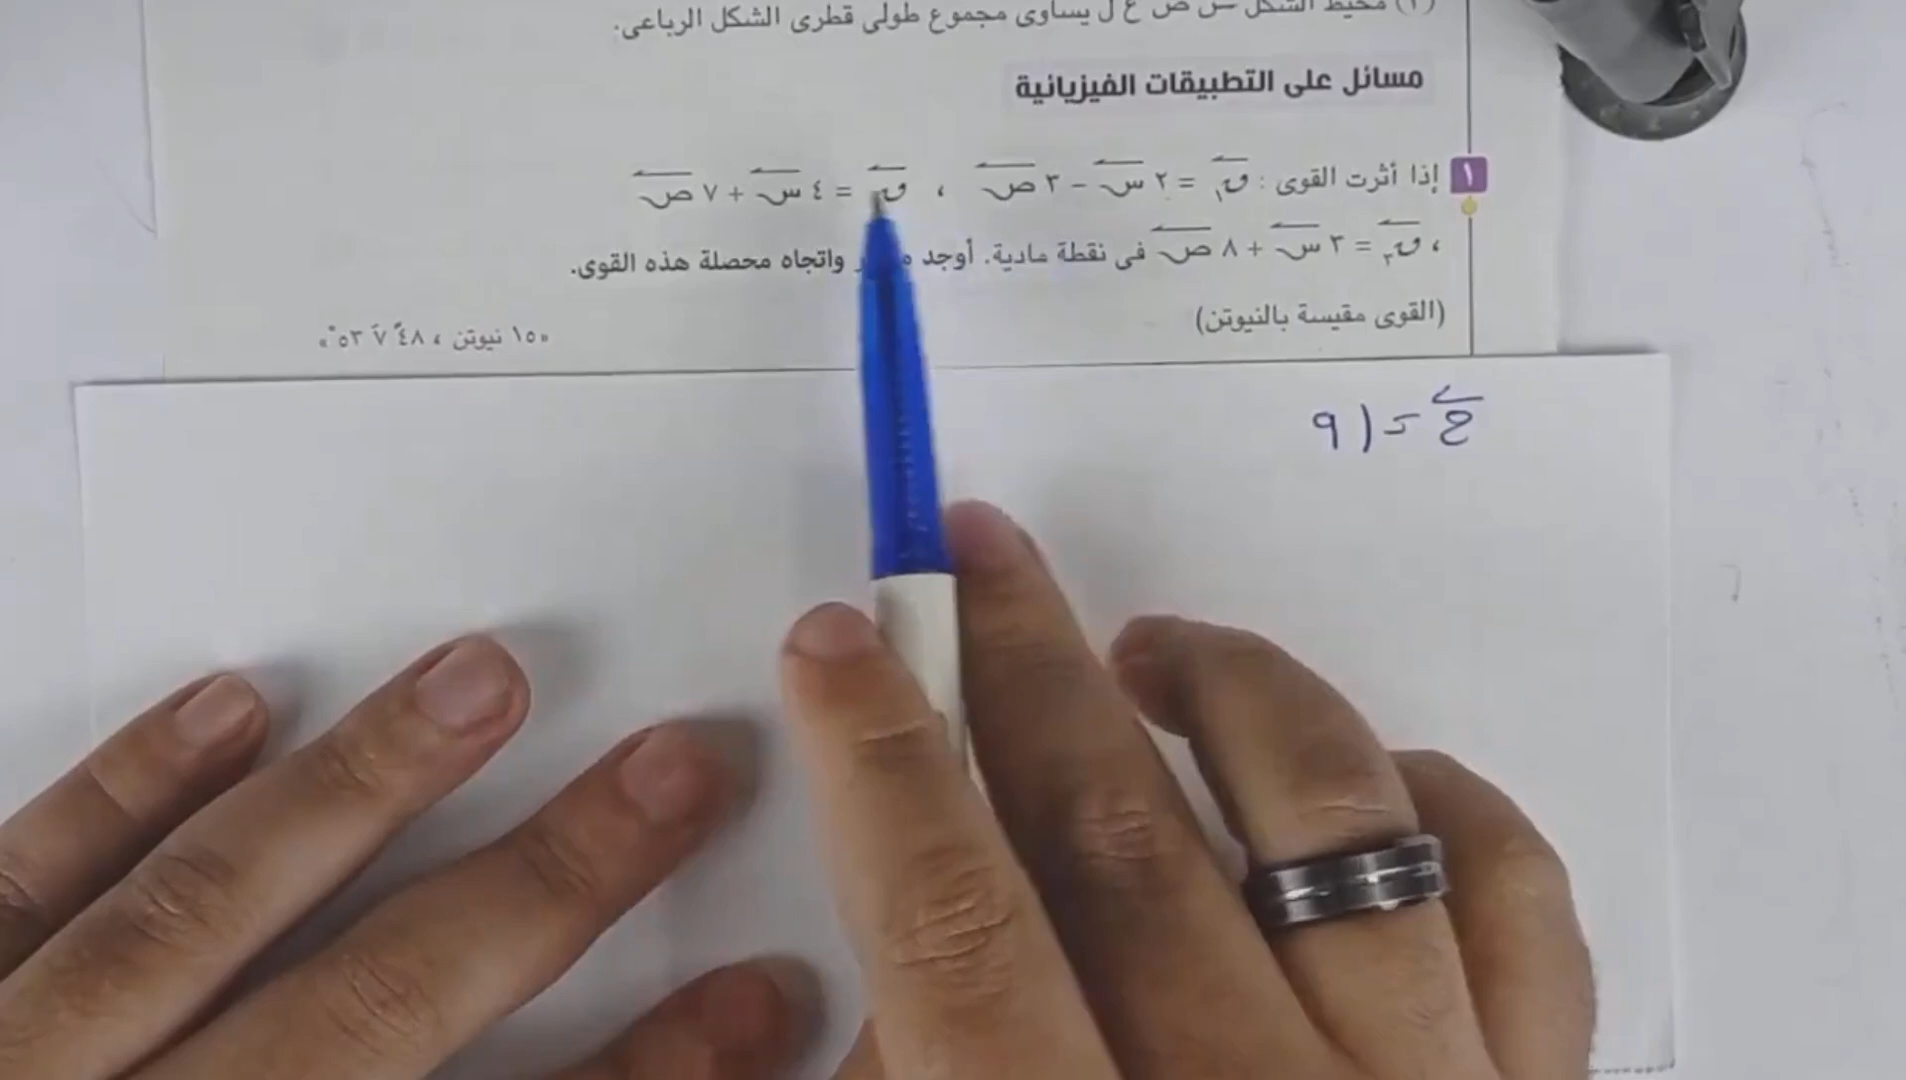 (٢) محيط الشكل س ص ع ل يساوى مجموع طولى قطرى الشكل الرباعى.
مسائل على التطبيقات الفيزيائية
١ إذا أثرت القوى : ق١ = ٢ س − ٣ ص ، ق = ٤ س + ٧ ص
، ق٣ = ٣ س + ٨ ص فى نقطة مادية. أوجد واتجاه محصلة هذه القوى.
(القوى مقيسة بالنيوتن)
«١٥ نيوتن ، ٤٨ ً ٧ َ ٥٣ ْ»
ح = (٩